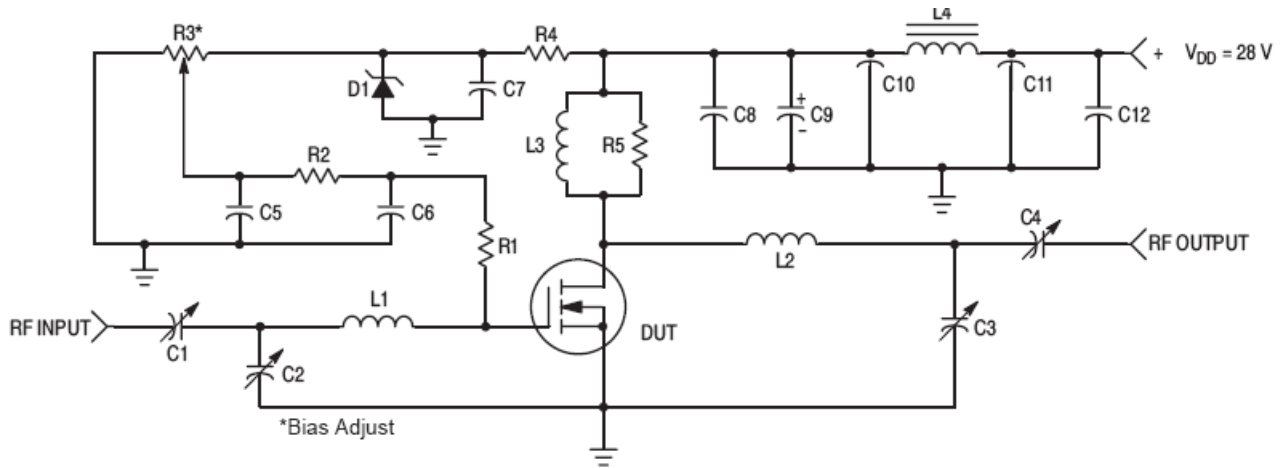 L4
R3*
R4
+ V_DD = 28 V
D1
C7
C8
+
C9
-
C10
C11
C12
L3
R5
R2
C5
C6
R1
C4
L2
RF OUTPUT
L1
RF INPUT
C1
C2
DUT
C3
*Bias Adjust